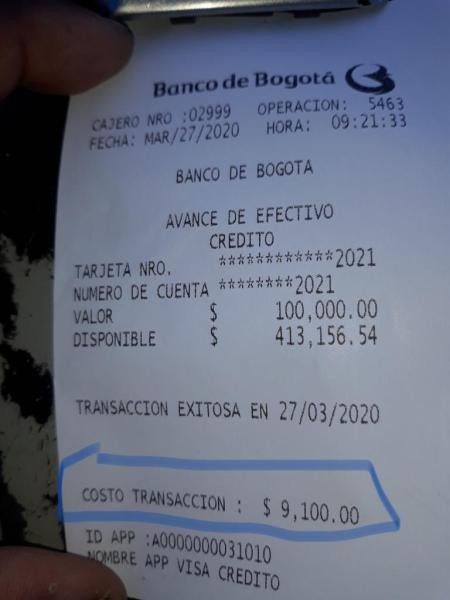 Banco de Bogotá
CAJERO NRO :02999 OPERACION: 5463
FECHA: MAR/27/2020 HORA: 09:21:33
BANCO DE BOGOTA
AVANCE DE EFECTIVO
CREDITO
TARJETA NRO. ************2021
NUMERO DE CUENTA ********2021
VALOR $ 100,000.00
DISPONIBLE $ 413,156.54
TRANSACCION EXITOSA EN 27/03/2020
COSTO TRANSACCION : $ 9,100.00
ID APP :A0000000031010
NOMBRE APP VISA CREDITO